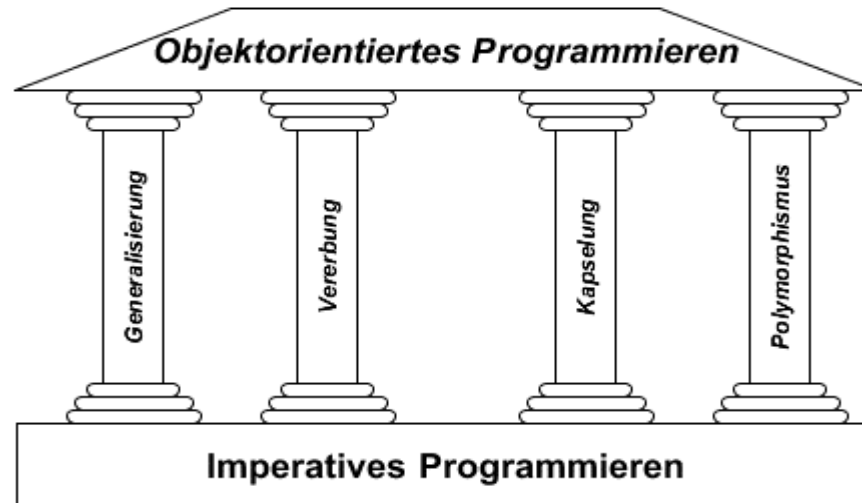 Objektorientiertes Programmieren
Generalisierung
Vererbung
Kapselung
Polymorphismus
Imperatives Programmieren